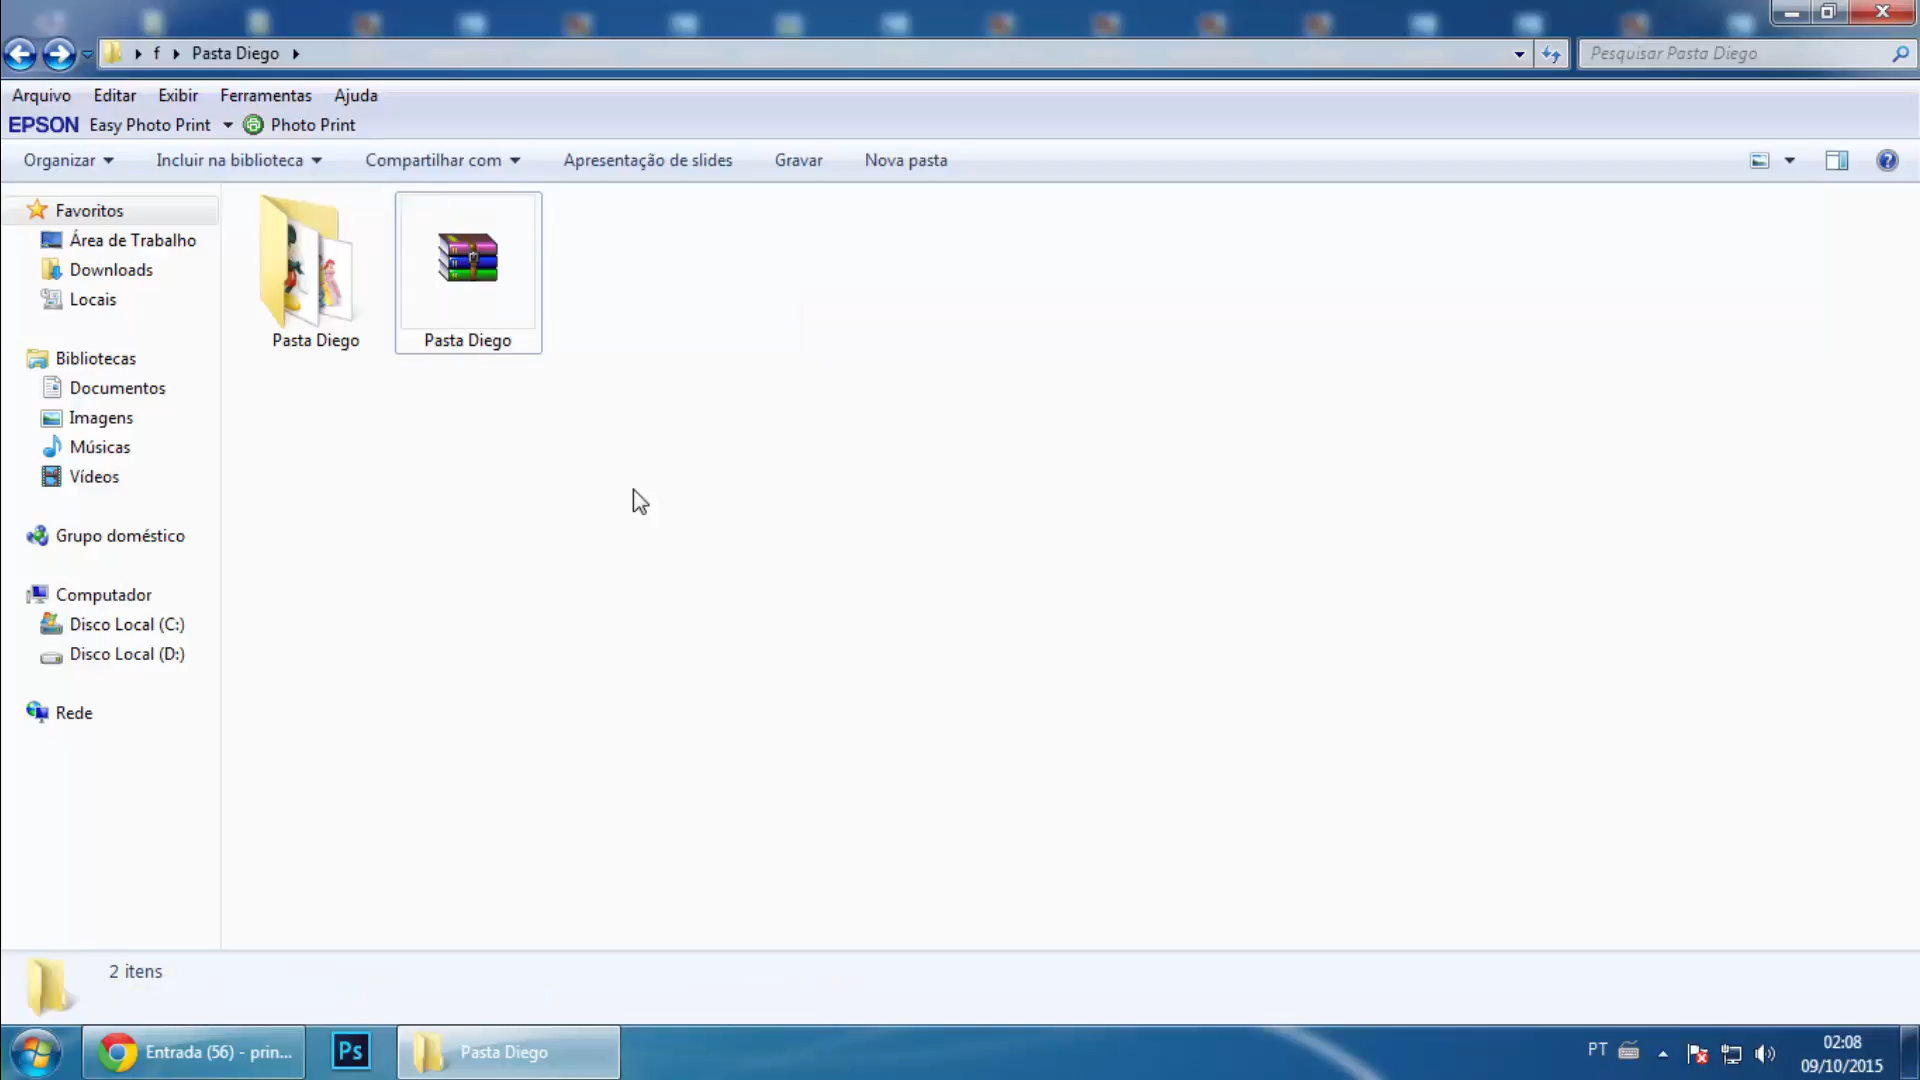 f Pasta Diego
Pesquisar Pasta Diego
Arquivo Editar Exibir Ferramentas Ajuda
EPSON Easy Photo Print Photo Print
Organizar Incluir na biblioteca Compartilhar com Apresentação de slides Gravar Nova pasta
Favoritos
Área de Trabalho
Downloads
Locais
Bibliotecas
Documentos
Imagens
Músicas
Vídeos
Grupo doméstico
Computador
Disco Local (C:)
Disco Local (D:)
Rede
Pasta Diego
Pasta Diego
2 itens
Entrada (56) - prin...
Ps
Pasta Diego
PT
02:08
09/10/2015